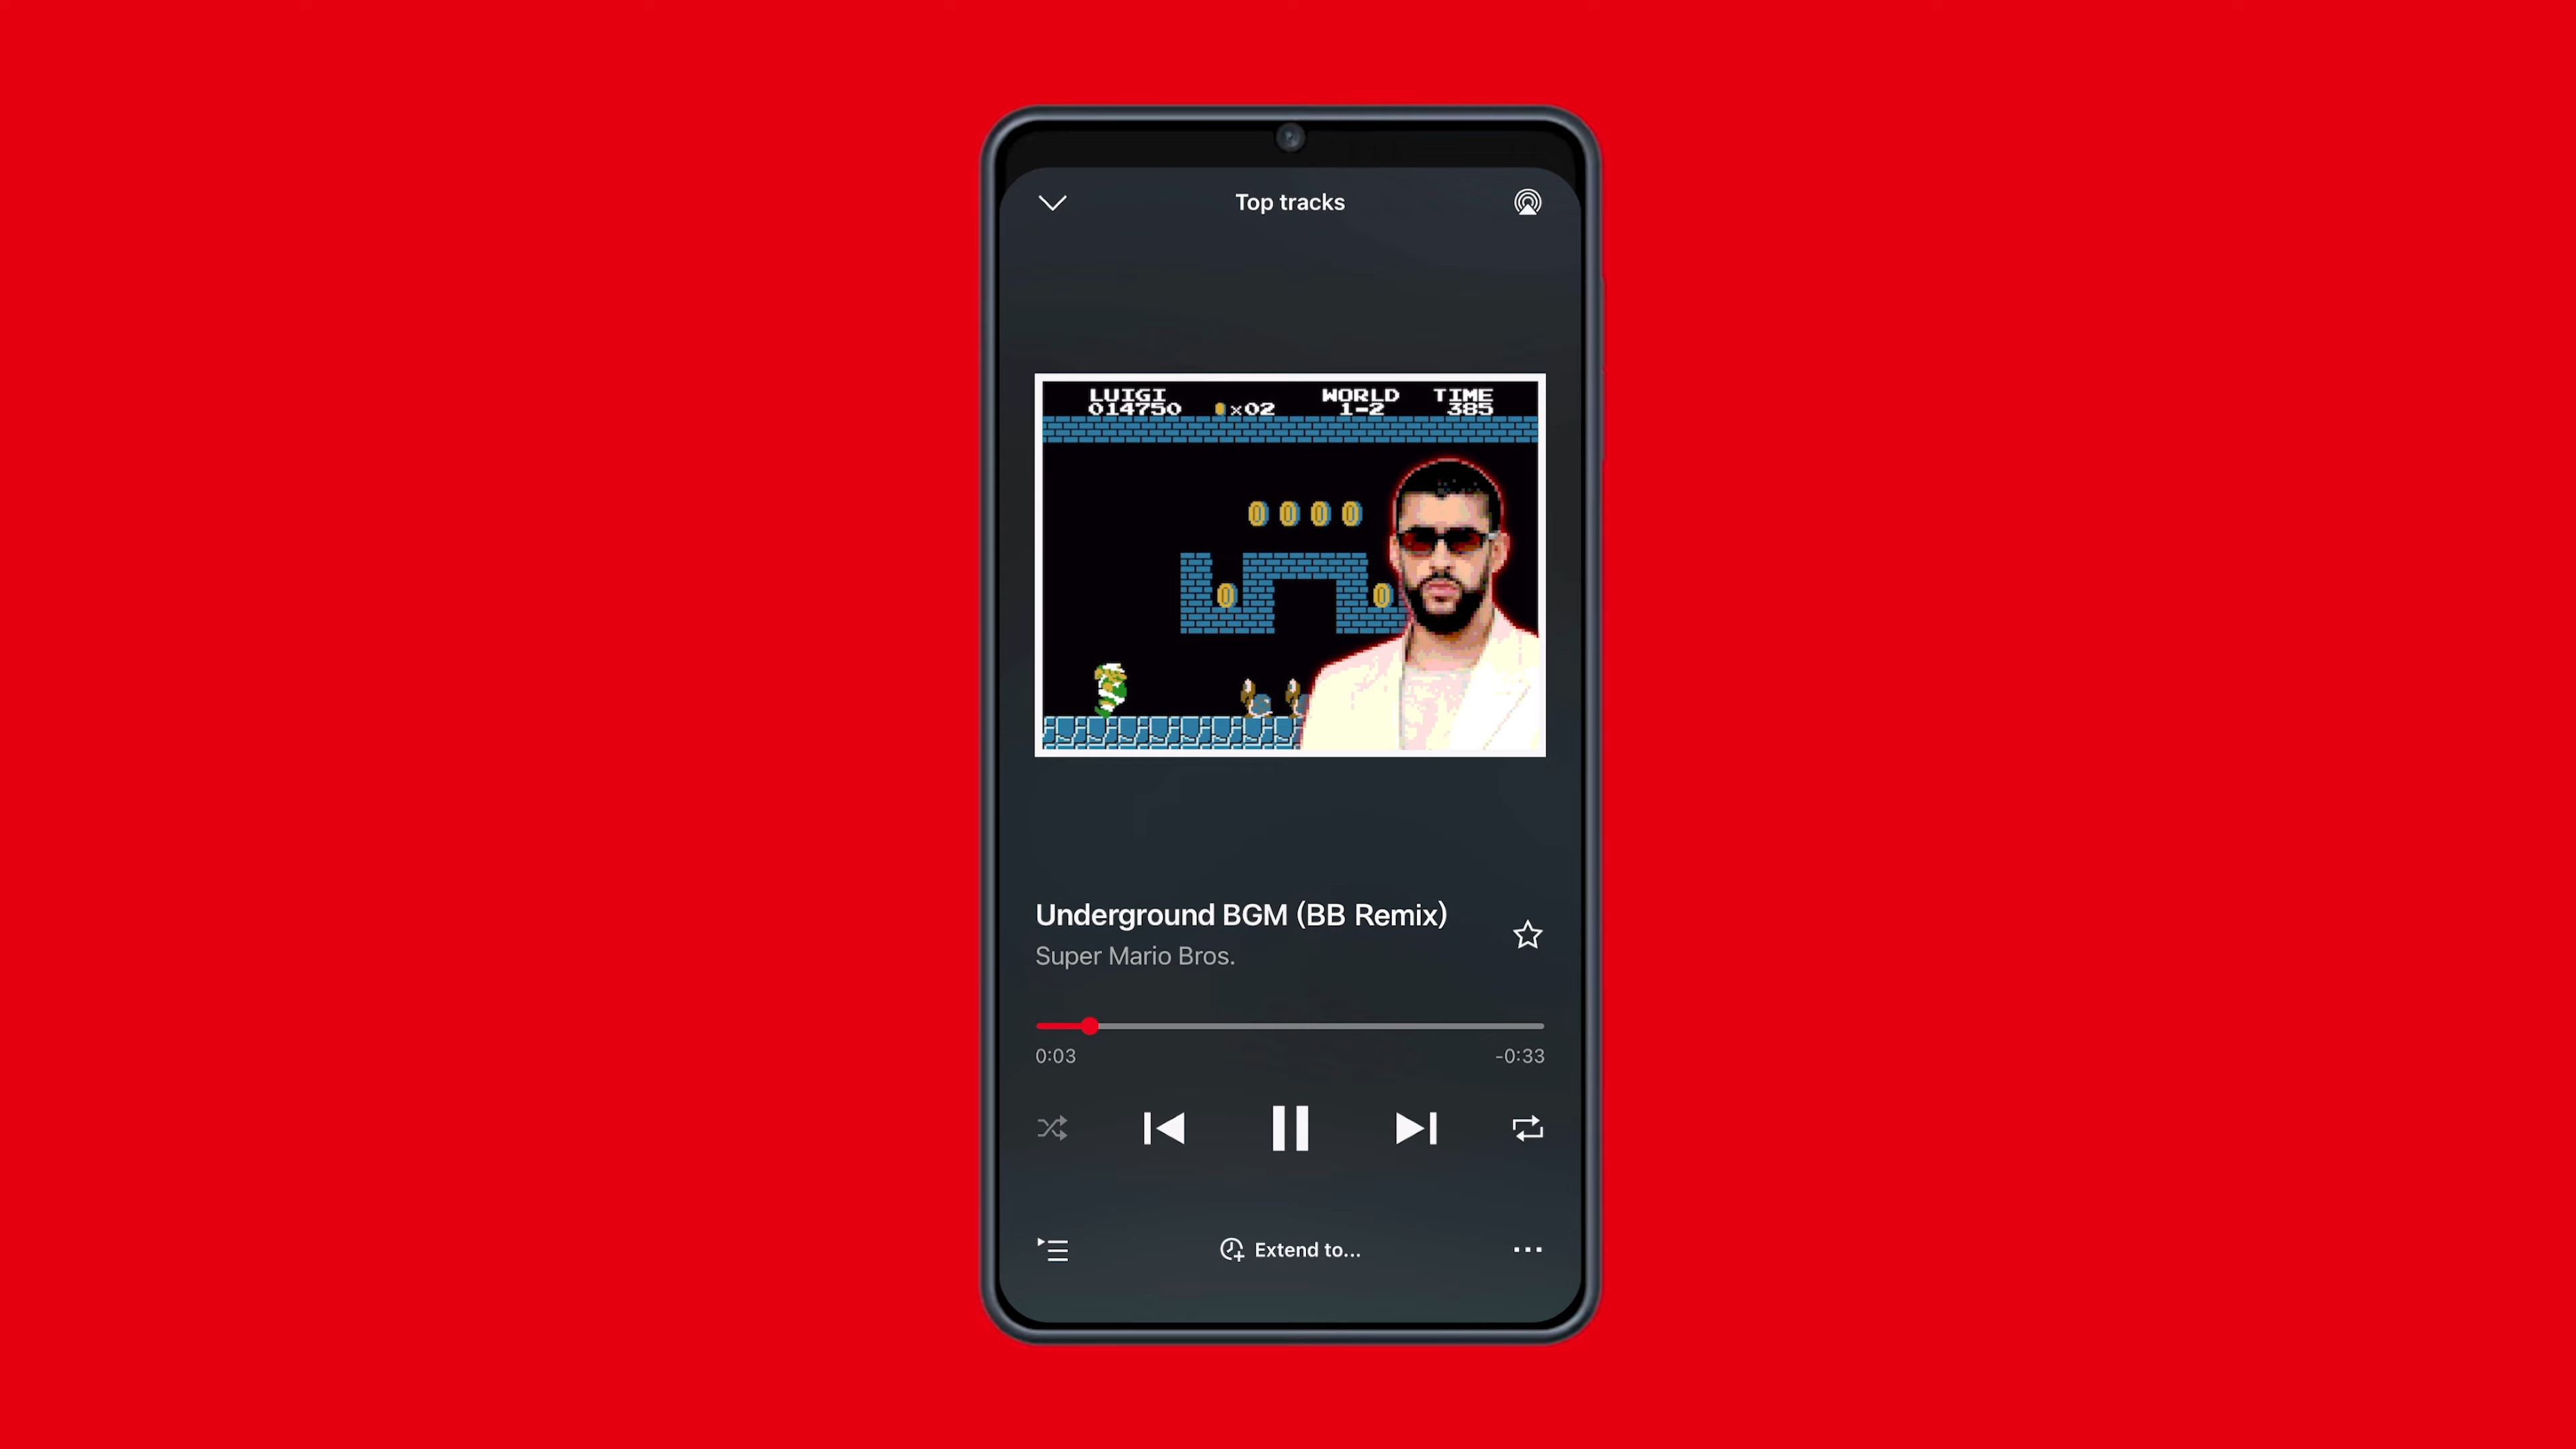 Top tracks
LUIGI WORLD TIME
014750 ×02 1-2 385
Underground BGM (BB Remix)
Super Mario Bros.
0:03 -0:33
Extend to...